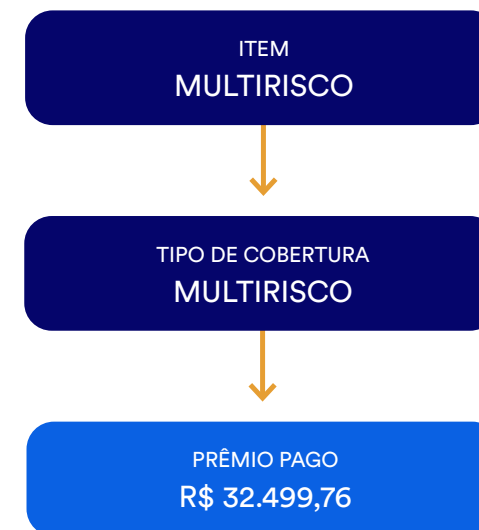 ITEM
MULTIRISCO
TIPO DE COBERTURA
MULTIRISCO
PRÊMIO PAGO
R$ 32.499,76